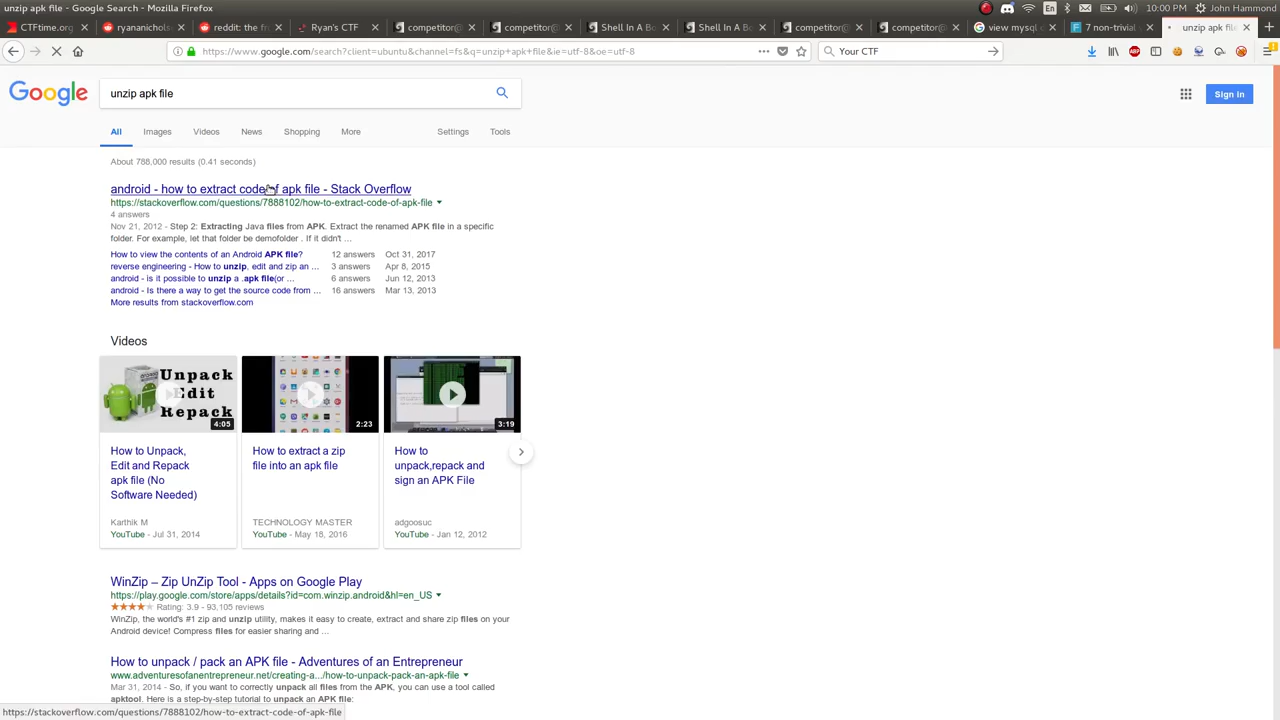 unzip apk file - Google Search - Mozilla Firefox
En
10:00 PM
John Hammond
CTFtime.org
ryananichols
reddit: the fr
Ryan's CTF
competitor@
competitor@
Shell In A Bo
Shell In A Bo
competitor@
competitor@
view mysql d
7 non-trivial
unzip apk file
https://www.google.com/search?client=ubuntu&channel=fs&q=unzip+apk+file&ie=utf-8&oe=utf-8
Your CTF
Google
unzip apk file
Sign in
All
Images
Videos
News
Shopping
More
Settings
Tools
About 788,000 results (0.41 seconds)
android - how to extract code of apk file - Stack Overflow
https://stackoverflow.com/questions/7888102/how-to-extract-code-of-apk-file
4 answers
Nov 21, 2012 - Step 2: Extracting Java files from APK. Extract the renamed APK file in a specific
folder. For example, let that folder be demofolder . If it didn't ...
How to view the contents of an Android APK file? 12 answers Oct 31, 2017
reverse engineering - How to unzip, edit and zip an ... 3 answers Apr 8, 2015
android - is it possible to unzip a .apk file(or ... 6 answers Jun 12, 2013
android - Is there a way to get the source code from ... 16 answers Mar 13, 2013
More results from stackoverflow.com
Videos
Unpack
Edit
Repack
4:05
2:23
3:19
How to Unpack,
Edit and Repack
apk file (No
Software Needed)
Karthik M
YouTube - Jul 31, 2014
How to extract a zip
file into an apk file
TECHNOLOGY MASTER
YouTube - May 18, 2016
How to
unpack,repack and
sign an APK File
adgoosuc
YouTube - Jan 12, 2012
WinZip – Zip UnZip Tool - Apps on Google Play
https://play.google.com/store/apps/details?id=com.winzip.android&hl=en_US
Rating: 3.9 - 93,105 reviews
WinZip, the world's #1 zip and unzip utility, makes it easy to create, extract and share zip files on your
Android device! Compress files for easier sharing and ...
How to unpack / pack an APK file - Adventures of an Entrepreneur
www.adventuresofanentrepreneur.net/creating-a.../how-to-unpack-pack-an-apk-file
Mar 31, 2014 - So, if you want to correctly unpack all files from the APK, you can use a tool called
apktool. Here is a step-by-step tutorial to unpack an APK file:
https://stackoverflow.com/questions/7888102/how-to-extract-code-of-apk-file